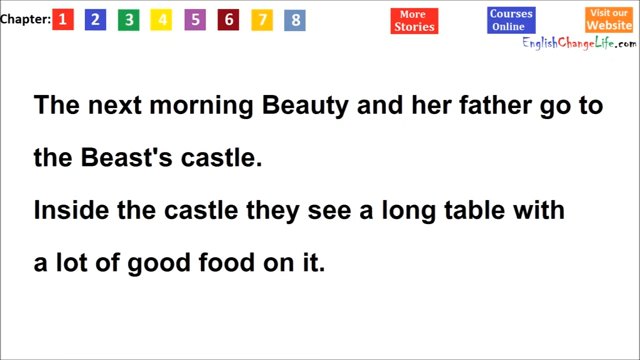 Chapter: 1 2 3 4 5 6 7 8
More Stories
Courses Online
Visit our Website
EnglishChangeLife.com
The next morning Beauty and her father go to
the Beast's castle.
Inside the castle they see a long table with
a lot of good food on it.